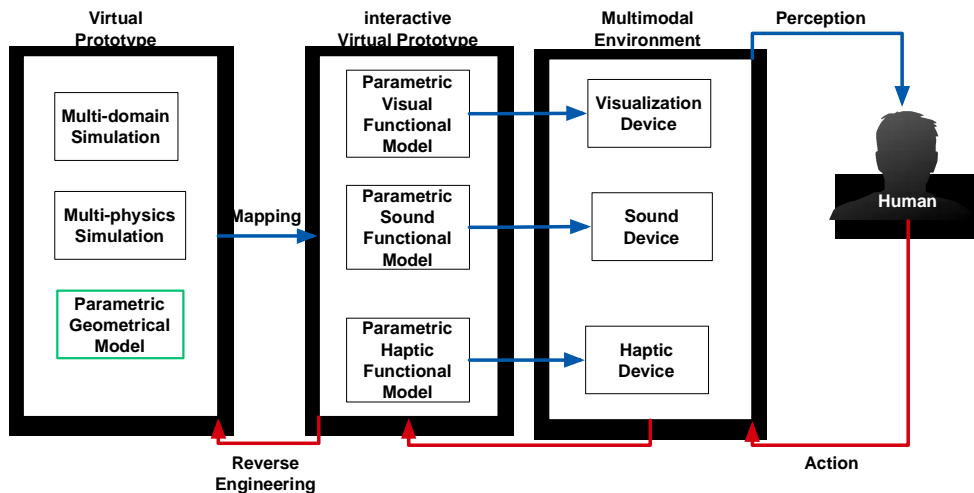 Virtual
Prototype
Multi-domain
Simulation
Multi-physics
Simulation
Parametric
Geometrical
Model
Mapping
interactive
Virtual Prototype
Parametric
Visual
Functional
Model
Parametric
Sound
Functional
Model
Parametric
Haptic
Functional
Model
Multimodal
Environment
Visualization
Device
Sound
Device
Haptic
Device
Perception
Human
Action
Reverse
Engineering